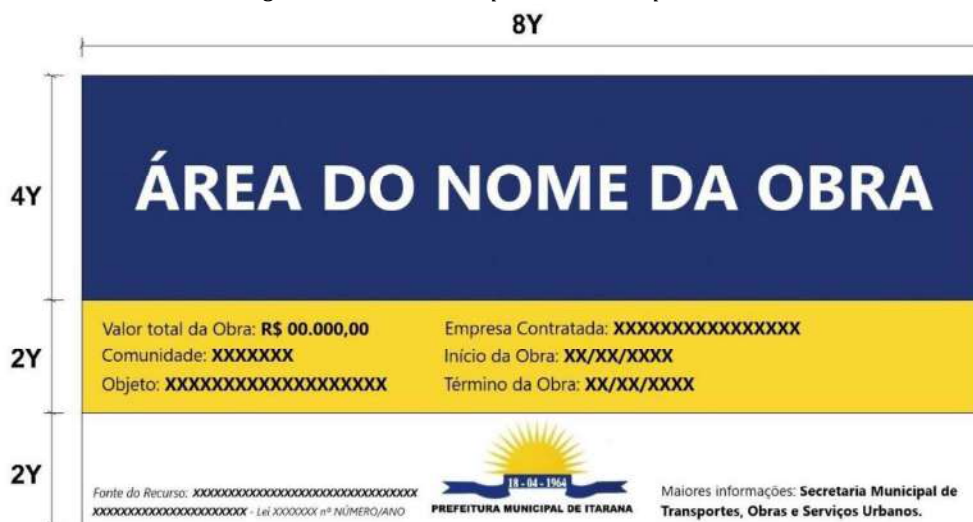 8Y
4Y
ÁREA DO NOME DA OBRA
2Y
Valor total da Obra: R$ 00.000,00
Comunidade: XXXXXXX
Objeto: XXXXXXXXXXXXXXXXXXX
Empresa Contratada: XXXXXXXXXXXXXXXX
Início da Obra: XX/XX/XXXX
Término da Obra: XX/XX/XXXX
2Y
Fonte do Recurso: XXXXXXXXXXXXXXXXXXXXXXXXXXXXXXXX
XXXXXXXXXXXXXXXXXXXXXX - Lei XXXXXXX nº NÚMERO/ANO
18 - 04 - 1964
PREFEITURA MUNICIPAL DE ITARANA
Maiores informações: Secretaria Municipal de
Transportes, Obras e Serviços Urbanos.